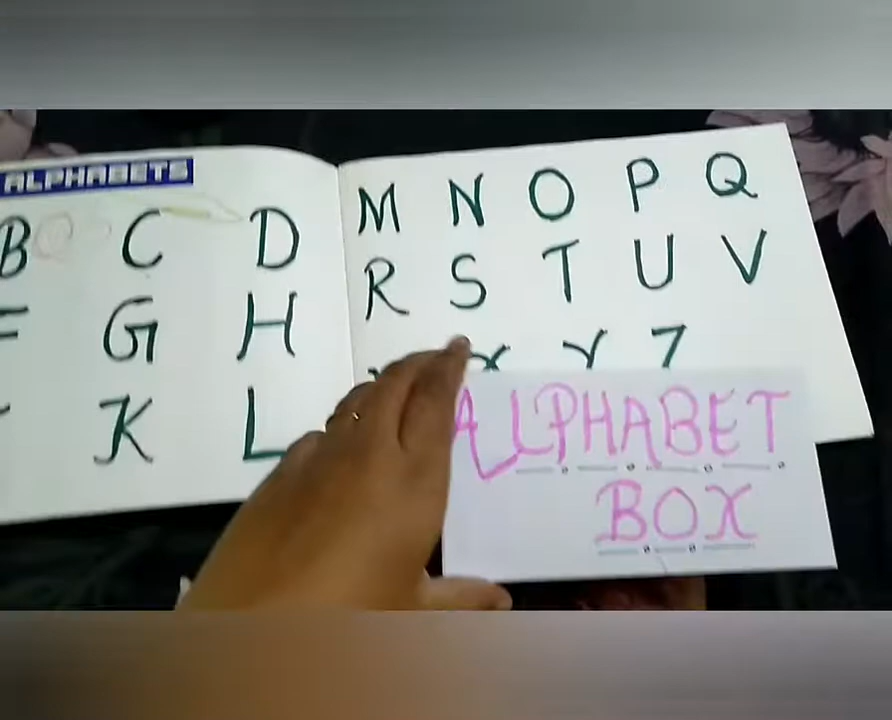 ALPHABETS
B C D
G H
K L
M N O P Q
R S T U V
X Y Z
ALPHABET
BOX